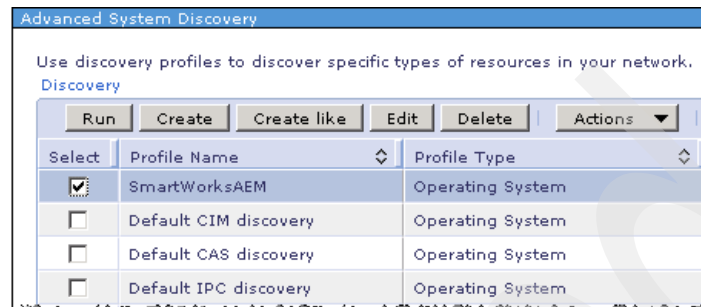 Advanced System Discovery
Use discovery profiles to discover specific types of resources in your network.
Discovery
Run Create Create like Edit Delete Actions
Select Profile Name Profile Type
SmartWorksAEM Operating System
Default CIM discovery Operating System
Default CAS discovery Operating System
Default IPC discovery Operating System